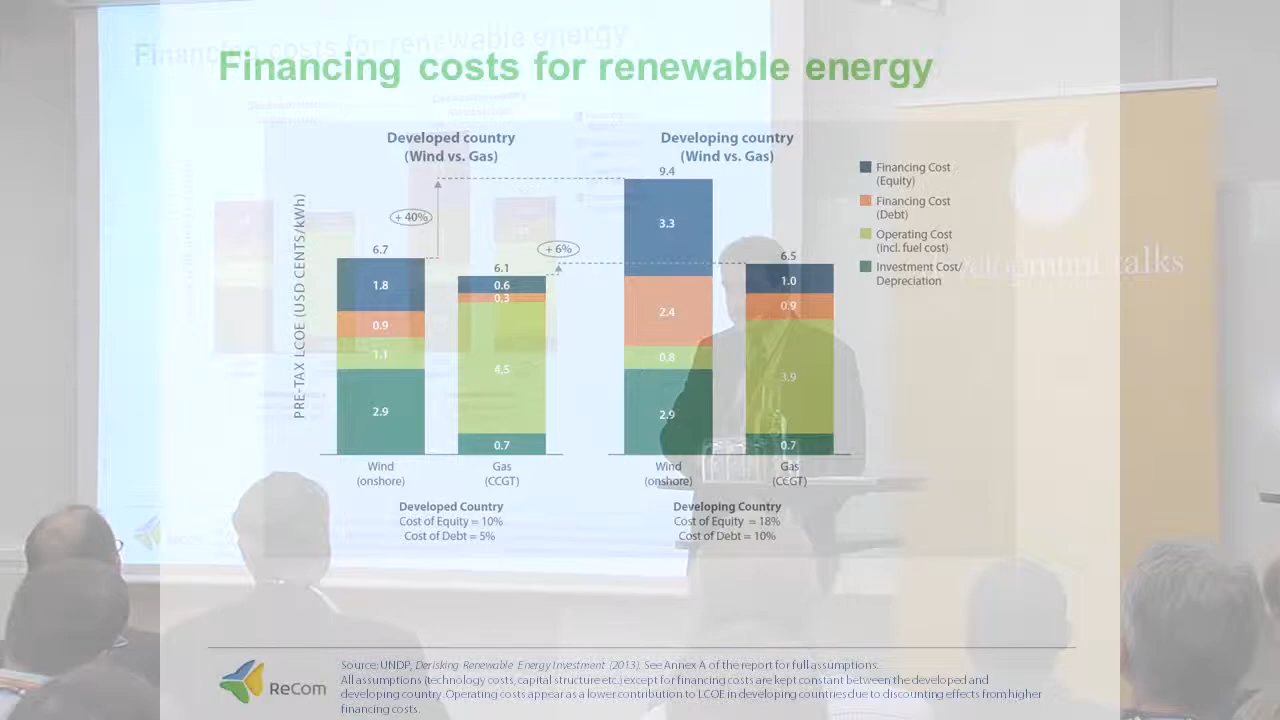 Financing costs for renewable energy
Financing costs for renewable energy
Developed country
(Wind vs. Gas)
Developing country
(Wind vs. Gas)
PRE-TAX LCOE (USD CENTS/kWh)
+ 40%
6.7
1.8
0.9
1.1
2.9
6.1
0.6
0.3
4.5
0.7
+ 6%
9.4
3.3
2.4
0.8
2.9
6.5
1.0
0.9
3.9
0.7
Financing Cost
(Equity)
Financing Cost
(Debt)
Operating Cost
(incl. fuel cost)
Investment Cost/
Depreciation
talks
Wind
(onshore)
Gas
(CCGT)
Wind
(onshore)
Gas
(CCGT)
Developed Country
Cost of Equity = 10%
Cost of Debt = 5%
Developing Country
Cost of Equity = 18%
Cost of Debt = 10%
ReCom
Source: UNDP, Derisking Renewable Energy Investment (2013). See Annex A of the report for full assumptions.
All assumptions (technology costs, capital structure etc.) except for financing costs are kept constant between the developed and
developing country. Operating costs appear as a lower contribution to LCOE in developing countries due to discounting effects from higher
financing costs.